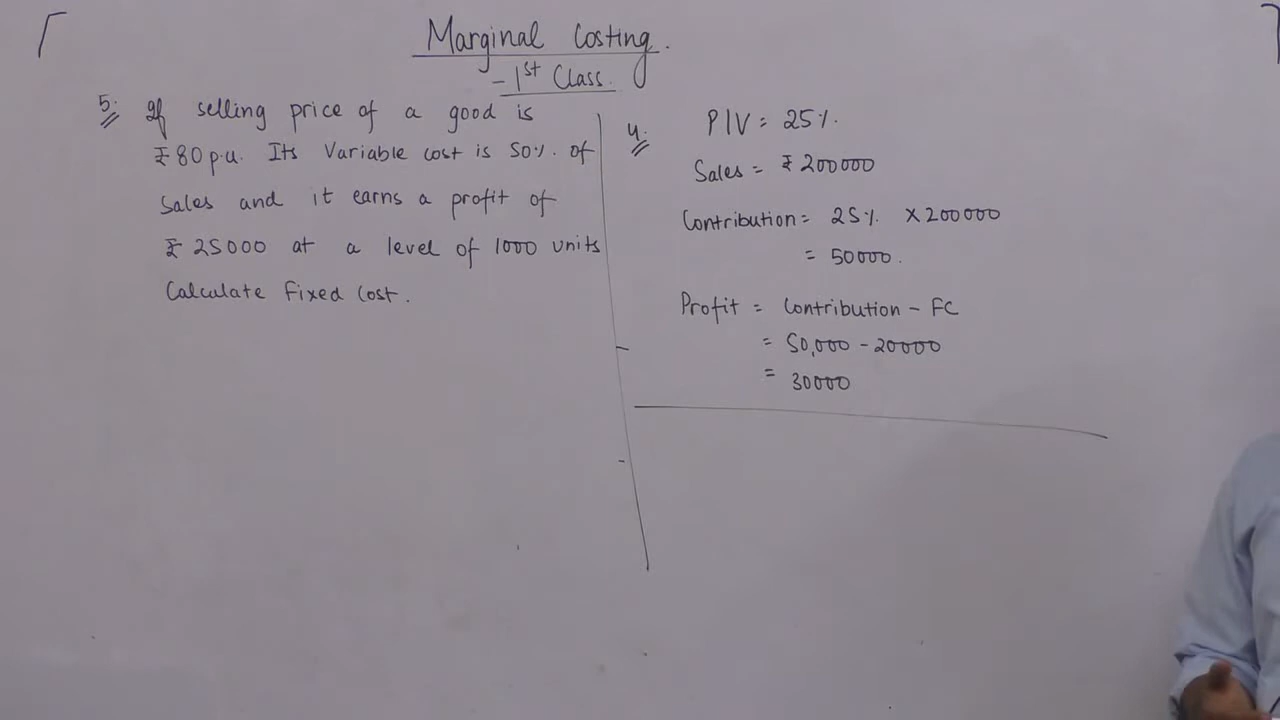 Marginal Costing.
- 1st Class.
5. If selling price of a good is
₹ 80 p.u. Its Variable cost is 50% of
Sales and it earns a profit of
₹ 25000 at a level of 1000 units
Calculate Fixed Cost.
4.
P/V = 25%.
Sales = ₹ 200000
Contribution = 25% × 200000
= 50000.
Profit = Contribution - FC
= 50,000 - 20000
= 30000